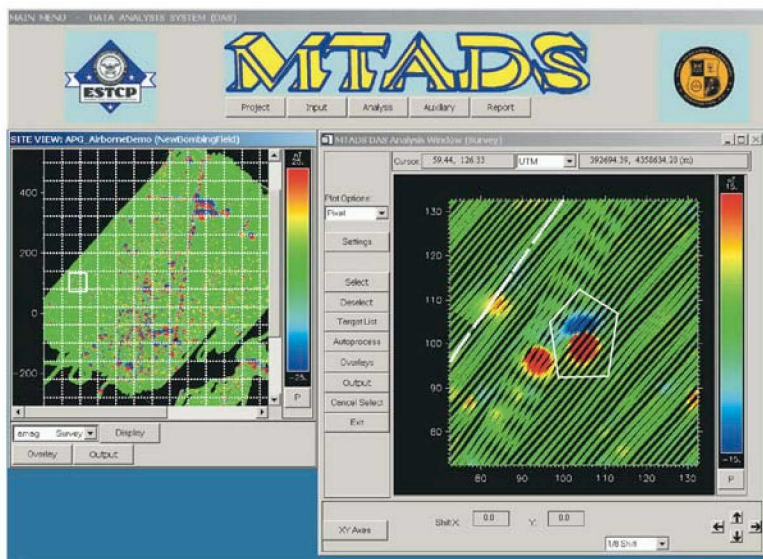 MAIN MENU - DATA ANALYSIS SYSTEM (DAS)
ESTCP
MTADS
Project Input Analysis Auxiliary Report
SITE VIEW: APG_AirborneDemo (NewBombingField)
MTADS DAS Analysis Window (Survey)
Cursor: 59.44, 126.33 UTM 392694.39, 4358634.20 (m)
400
200
0
-200
-25.
P
emag Survey Display
Overlay Output
Plot Options:
Pixel
Settings
Select
Deselect
Target List
Autoprocess
Overlays
Output
Cancel Select
Exit
XY Axes
130
120
110
100
90
80
80 90 100 110 120 130
15.
-15.
P
Shift X: 0.0 Y: 0.0
1/8 Shift